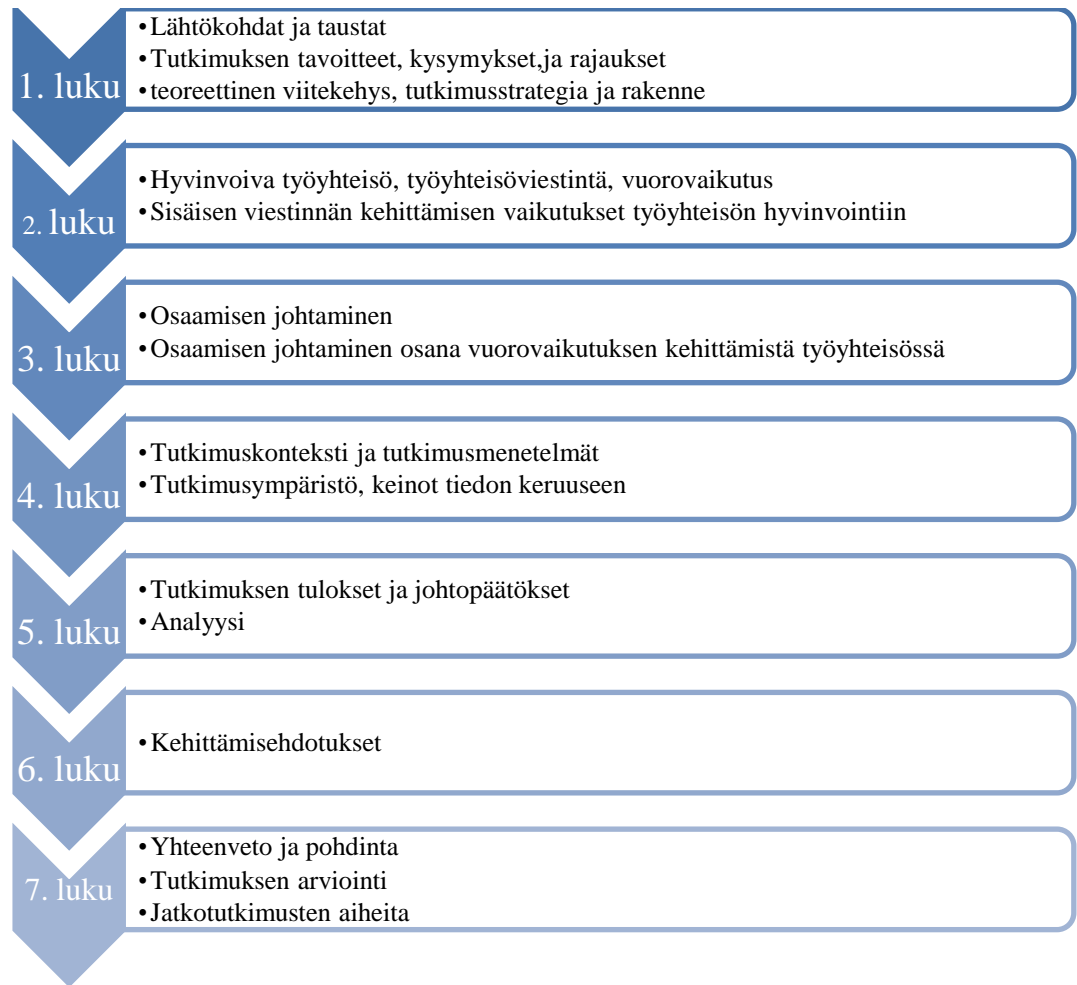 1. luku
•Lähtökohdat ja taustat
•Tutkimuksen tavoitteet, kysymykset,ja rajaukset
•teoreettinen viitekehys, tutkimusstrategia ja rakenne
2. luku
•Hyvinvoiva työyhteisö, työyhteisöviestintä, vuorovaikutus
•Sisäisen viestinnän kehittämisen vaikutukset työyhteisön hyvinvointiin
3. luku
•Osaamisen johtaminen
•Osaamisen johtaminen osana vuorovaikutuksen kehittämistä työyhteisössä
4. luku
•Tutkimuskonteksti ja tutkimusmenetelmät
•Tutkimusympäristö, keinot tiedon keruuseen
5. luku
•Tutkimuksen tulokset ja johtopäätökset
•Analyysi
6. luku
•Kehittämisehdotukset
7. luku
•Yhteenveto ja pohdinta
•Tutkimuksen arviointi
•Jatkotutkimusten aiheita